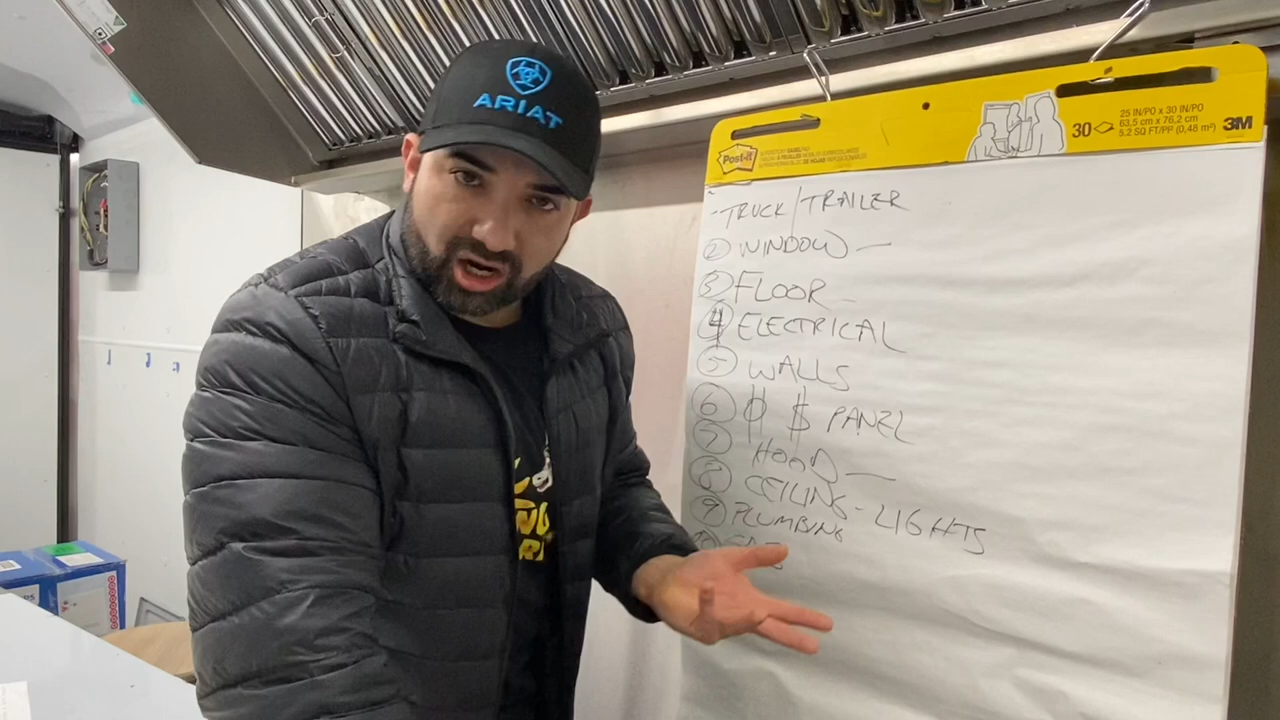 ARIAT
Post-it
25 IN/PO x 30 IN/PO
63,5 cm x 76,2 cm
5.2 SQ FT/PI² (0,48 m²)
30
3M
-TRUCK/TRAILER
② WINDOW —
③ FLOOR -
④ ELECTRICAL
⑤ WALLS
⑥ $ $ PANEL
⑦ HOOD —
⑧ CEILING - LIGHTS
⑨ PLUMBING